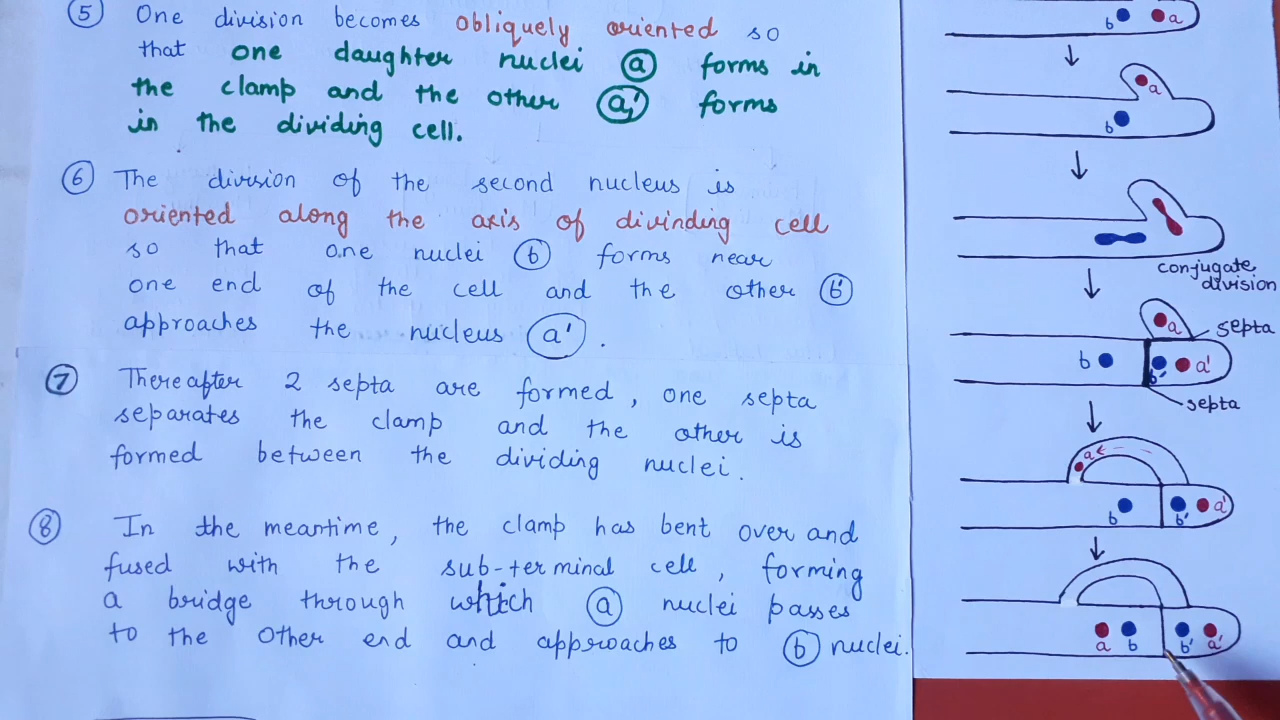 5 One division becomes obliquely oriented so
that one daughter nuclei a forms in
the clamp and the other a' forms
in the dividing cell.
6 The division of the second nucleus is
oriented along the axis of divinding cell
so that one nuclei b forms near
one end of the cell and the other b'
approaches the nucleus a'.
7 Thereafter 2 septa are formed, one septa
separates the clamp and the other is
formed between the dividing nuclei.
8 In the meantime, the clamp has bent over and
fused with the sub-terminal cell, forming
a bridge through which a nuclei passes
to the other end and approaches to b nuclei.
b a
a
b
conjugate
division
a septa
b b' a'
septa
a
b b' a'
a b b' a'